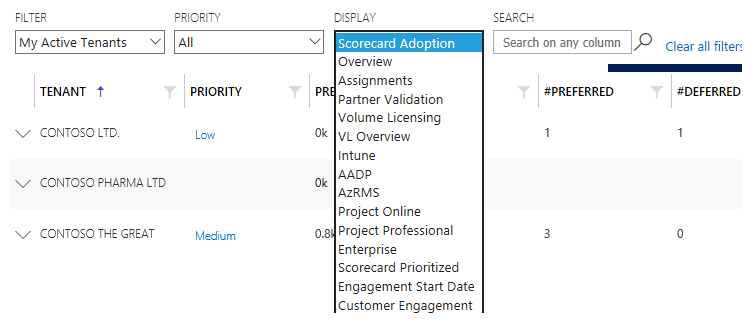 FILTER PRIORITY DISPLAY SEARCH
My Active Tenants All Scorecard Adoption Search on any column Clear all filters
Overview
TENANT ↑ PRIORITY Assignments #PREFERRED #DEFERRED
Partner Validation
Volume Licensing
CONTOSO LTD. Low 0k VL Overview 1 1
Intune
CONTOSO PHARMA LTD 0k AADP
AzRMS
Project Online
CONTOSO THE GREAT Medium 0.8k Project Professional 3 0
Enterprise
Scorecard Prioritized
Engagement Start Date
Customer Engagement